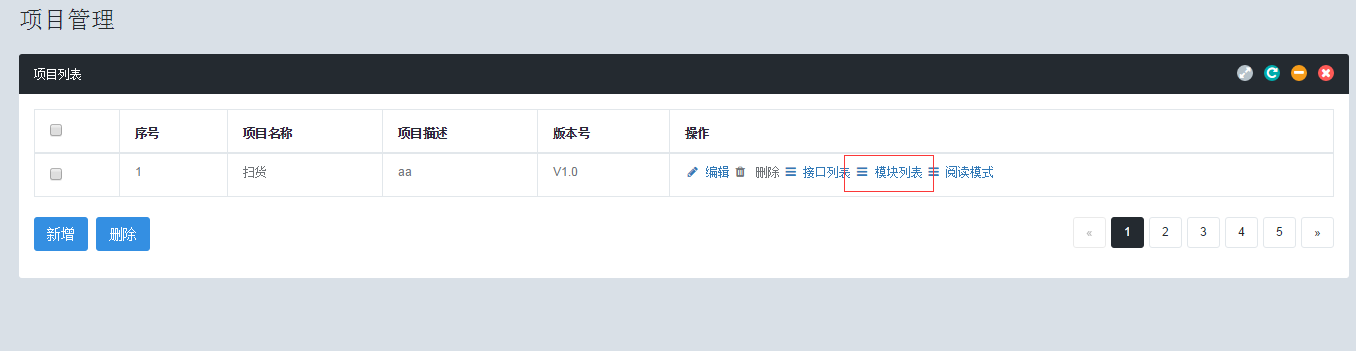 项目管理
项目列表
序号 项目名称 项目描述 版本号 操作
1 扫货 aa V1.0 编辑 删除 接口列表 模块列表 阅读模式
新增 删除 « 1 2 3 4 5 »